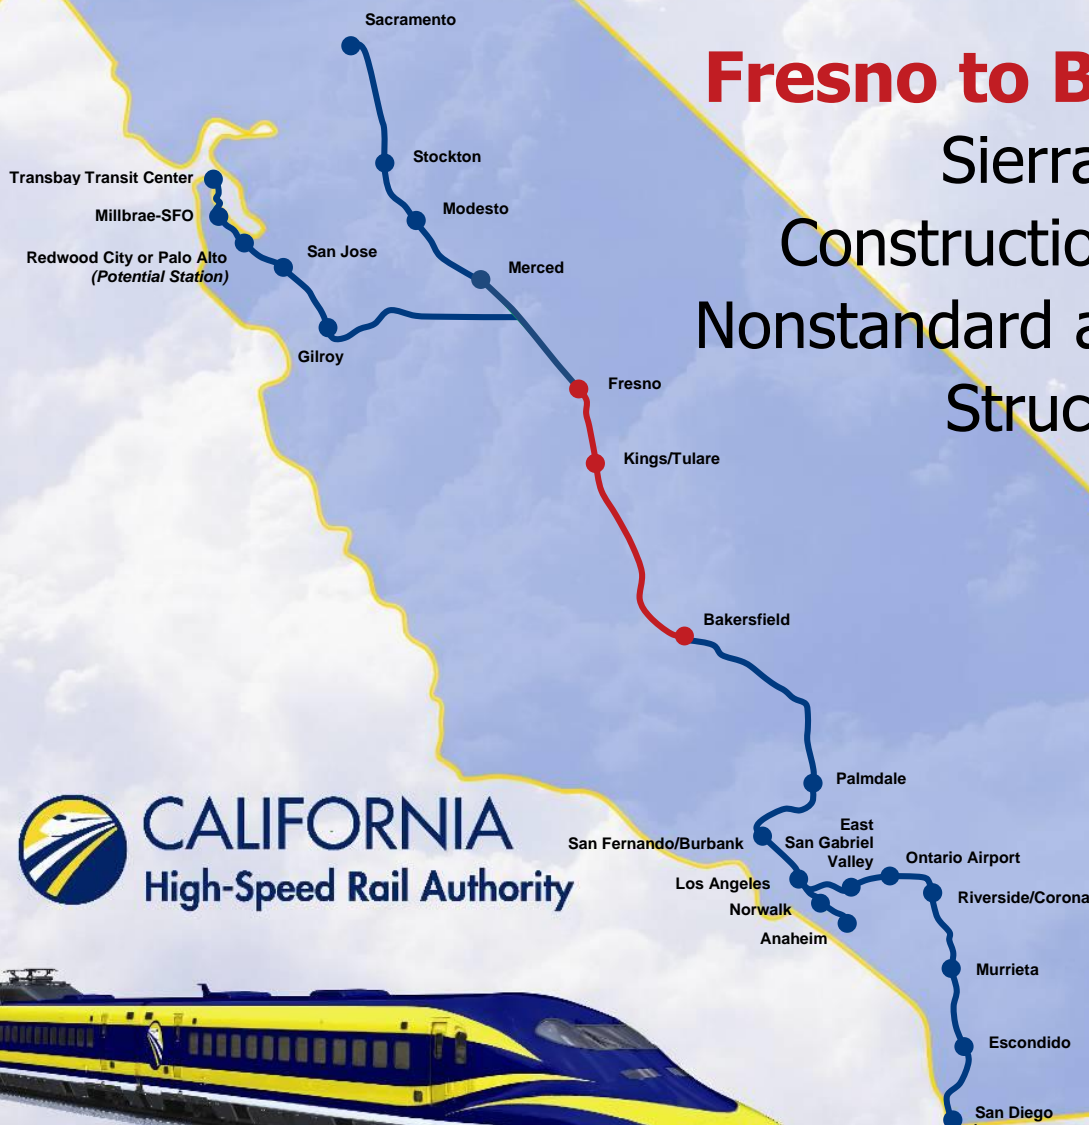 Sacramento
Fresno to B
Sierra
Constructio
Nonstandard a
Struc
Stockton
Transbay Transit Center
Modesto
Millbrae-SFO
San Jose
Redwood City or Palo Alto
(Potential Station)
Merced
Gilroy
Fresno
Kings/Tulare
Bakersfield
Palmdale
CALIFORNIA
High-Speed Rail Authority
San Fernando/Burbank
East
San Gabriel
Valley
Ontario Airport
Los Angeles
Riverside/Corona
Norwalk
Anaheim
Murrieta
Escondido
San Diego